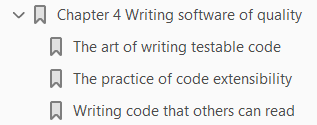 Chapter 4 Writing software of quality
The art of writing testable code
The practice of code extensibility
Writing code that others can read